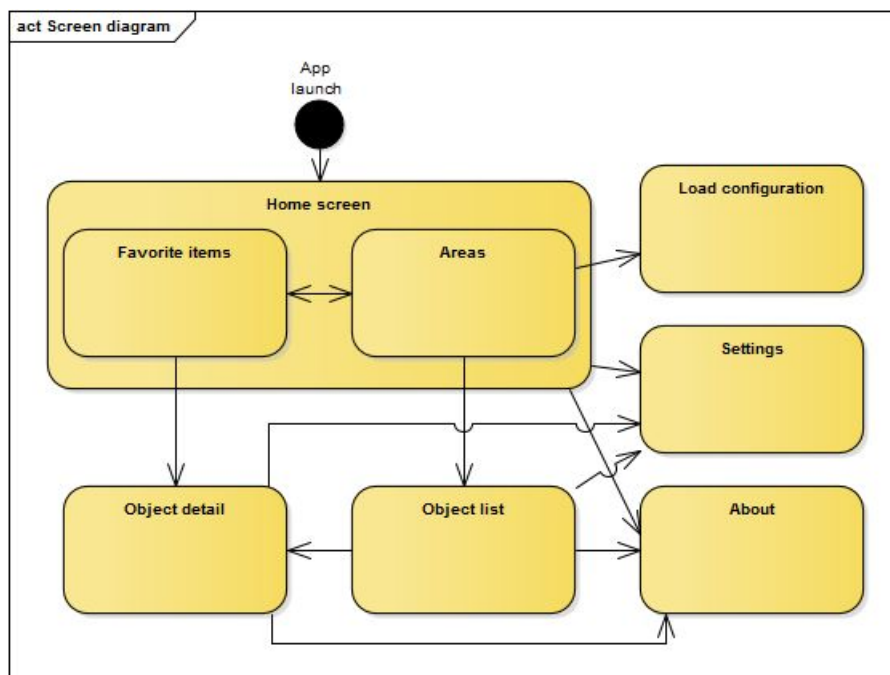 act Screen diagram
App
launch
Home screen
Load configuration
Favorite items
Areas
Settings
Object detail
Object list
About